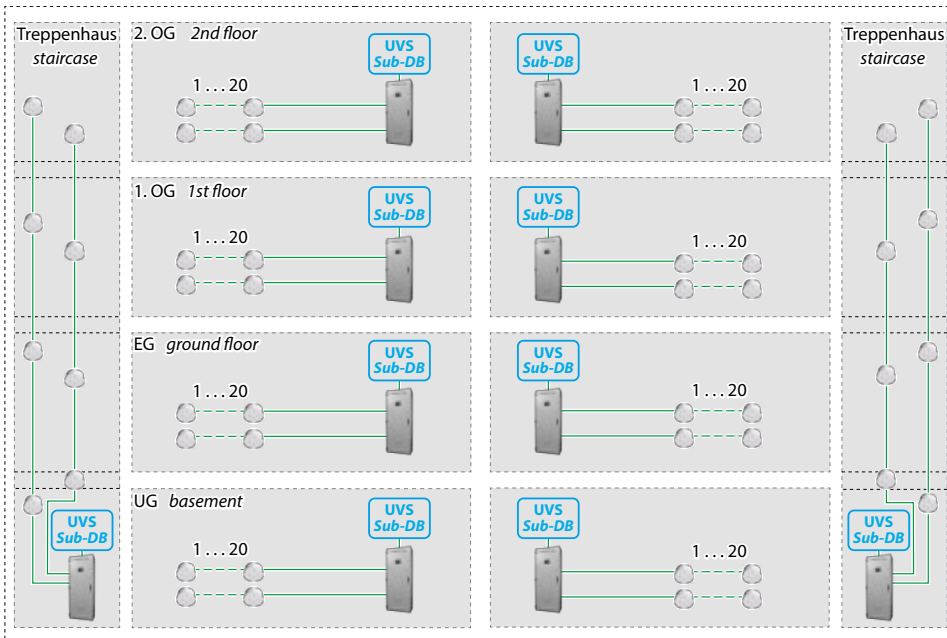 Treppenhaus
staircase
2. OG 2nd floor
UVS
Sub-DB
1 . . . 20
UVS
Sub-DB
1 . . . 20
Treppenhaus
staircase
1. OG 1st floor
UVS
Sub-DB
1 . . . 20
UVS
Sub-DB
1 . . . 20
EG ground floor
UVS
Sub-DB
1 . . . 20
UVS
Sub-DB
1 . . . 20
UG basement
UVS
Sub-DB
UVS
Sub-DB
1 . . . 20
UVS
Sub-DB
1 . . . 20
UVS
Sub-DB